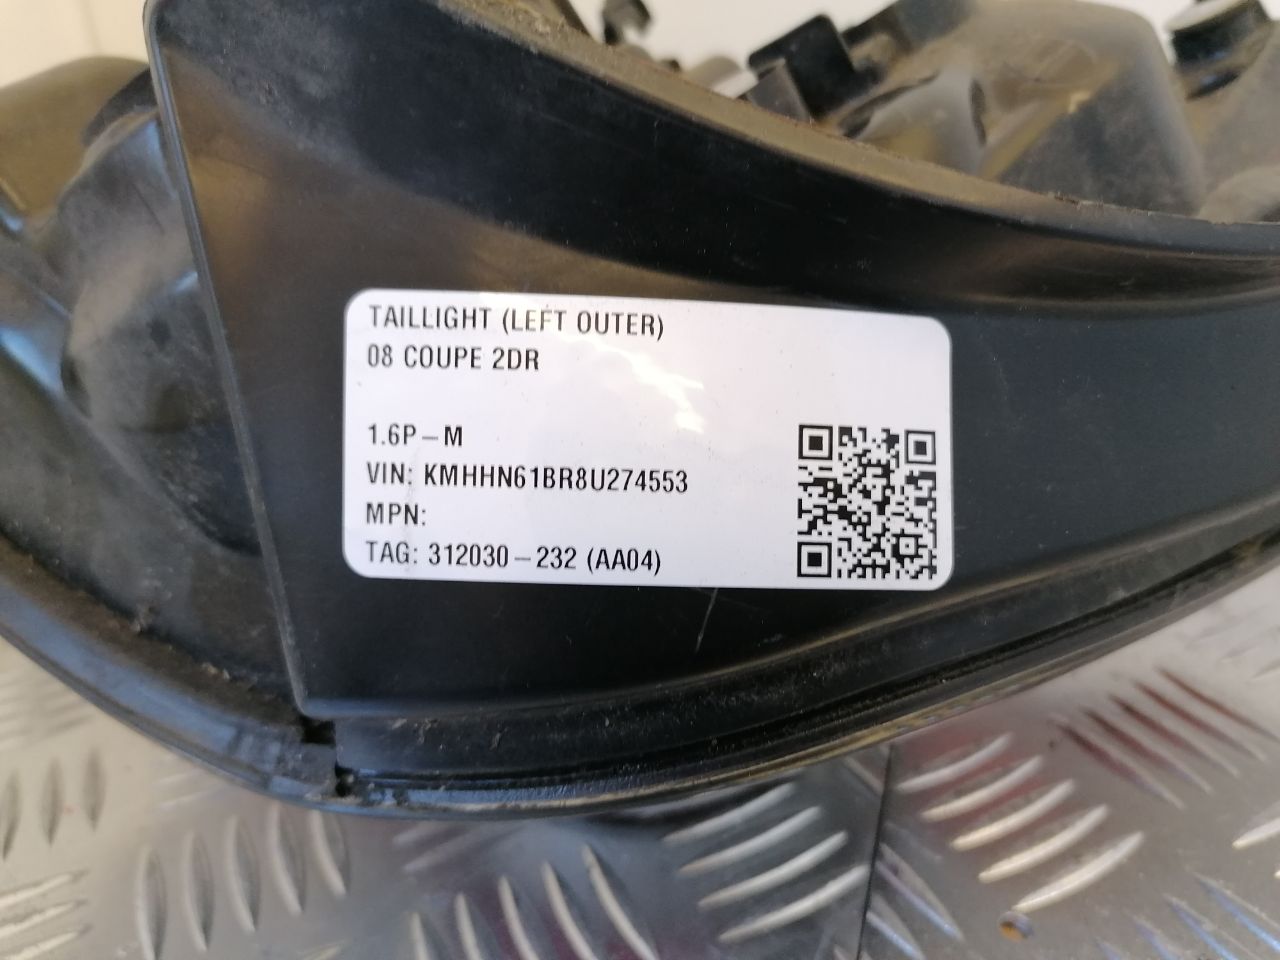 TAILLIGHT (LEFT OUTER)
08 COUPE 2DR
1.6P-M
VIN: KMHHN61BR8U274553
MPN:
TAG: 312030-232 (AA04)